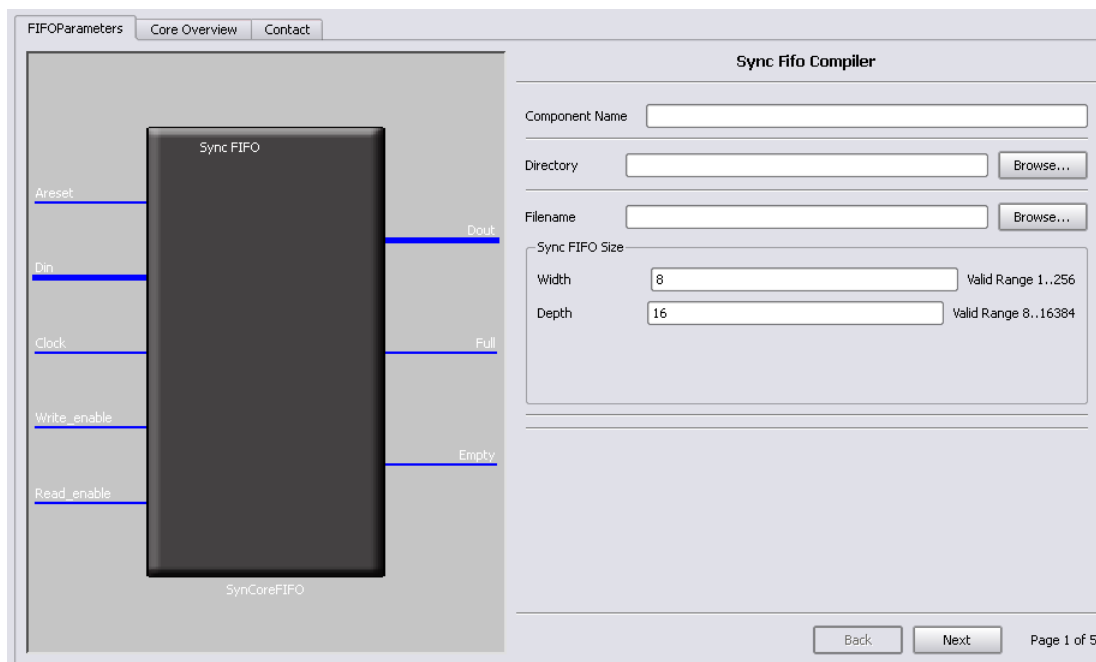 FIFOParameters Core Overview Contact
Sync FIFO
Areset
Din
Clock
Write_enable
Read_enable
Dout
Full
Empty
SynCoreFIFO
Sync Fifo Compiler
Component Name
Directory Browse...
Filename Browse...
Sync FIFO Size
Width 8 Valid Range 1..256
Depth 16 Valid Range 8..16384
Back Next Page 1 of 5